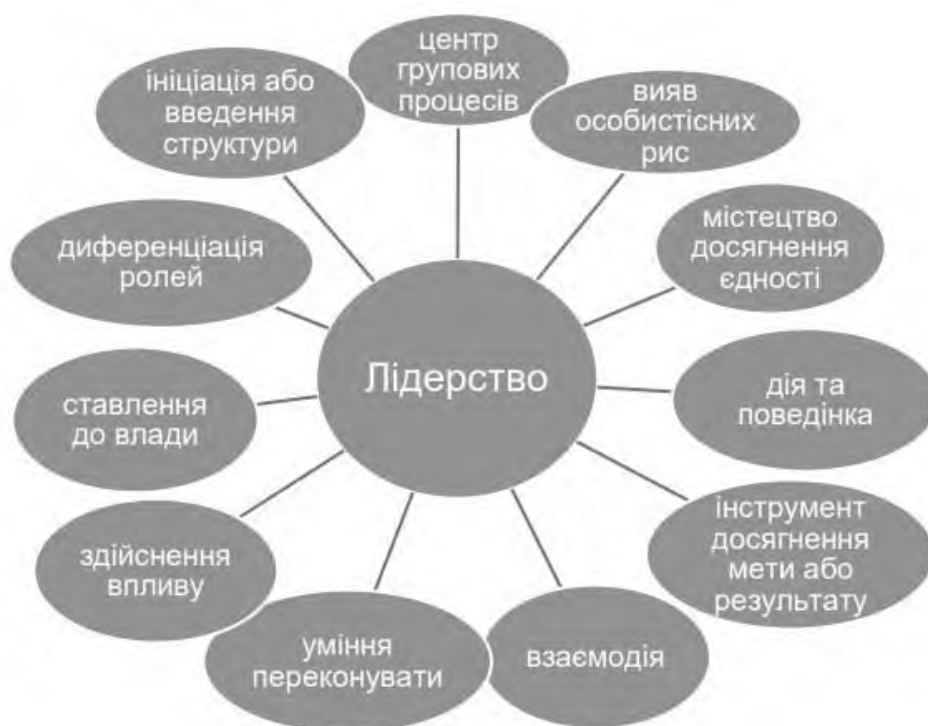 центр
групових
процесів
вияв
особистісних
рис
містецтво
досягнення
єдності
дія та
поведінка
інструмент
досягнення
мети або
результату
взаємодія
уміння
переконувати
здійснення
впливу
ставлення
до влади
диференціація
ролей
ініціація або
введення
структури
Лідерство